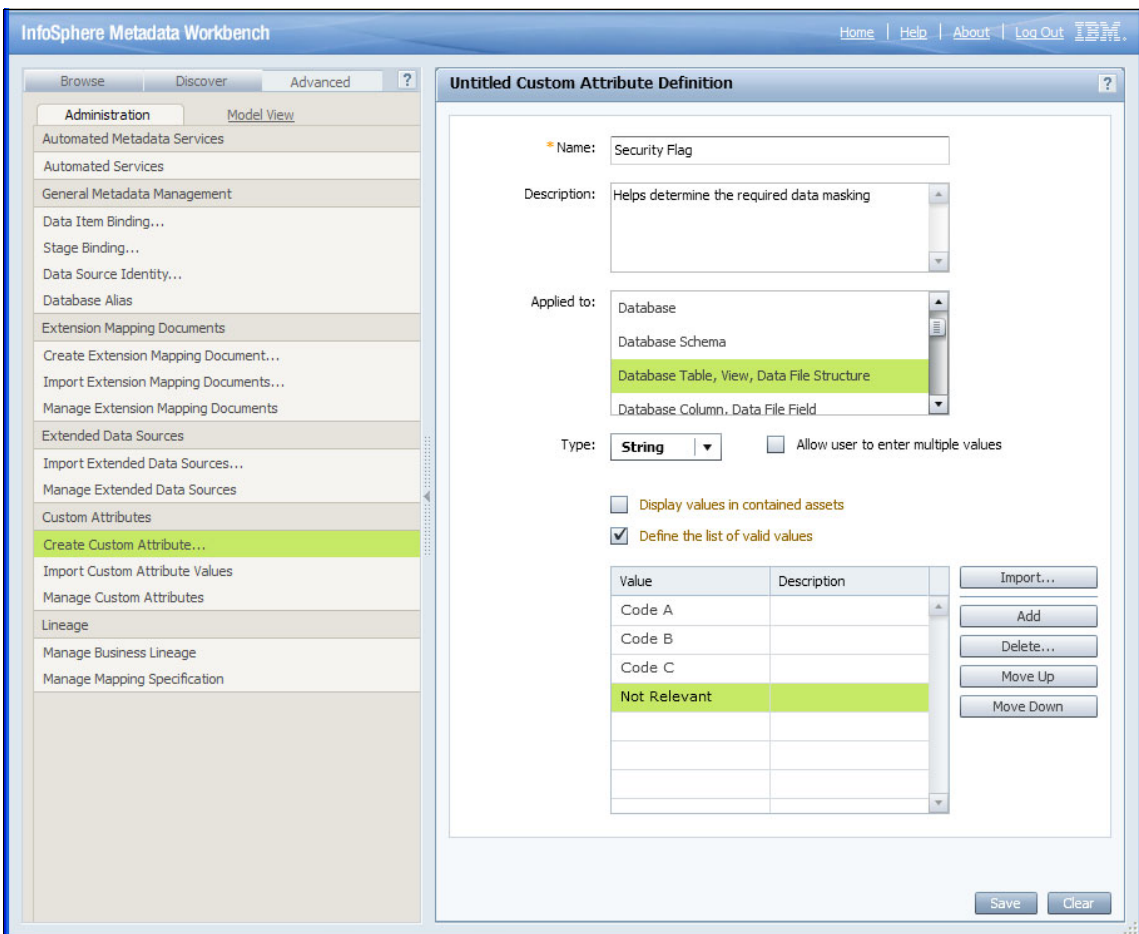 InfoSphere Metadata Workbench
Home | Help | About | Log Out IBM.
Browse Discover Advanced ?
Administration Model View
Automated Metadata Services
Automated Services
General Metadata Management
Data Item Binding...
Stage Binding...
Data Source Identity...
Database Alias
Extension Mapping Documents
Create Extension Mapping Document...
Import Extension Mapping Documents...
Manage Extension Mapping Documents
Extended Data Sources
Import Extended Data Sources...
Manage Extended Data Sources
Custom Attributes
Create Custom Attribute...
Import Custom Attribute Values
Manage Custom Attributes
Lineage
Manage Business Lineage
Manage Mapping Specification
Untitled Custom Attribute Definition ?
* Name: Security Flag
Description: Helps determine the required data masking
Applied to: Database
Database Schema
Database Table, View, Data File Structure
Database Column, Data File Field
Type: String Allow user to enter multiple values
Display values in contained assets
Define the list of valid values
Value Description
Code A
Code B
Code C
Not Relevant
Import...
Add
Delete...
Move Up
Move Down
Save Clear